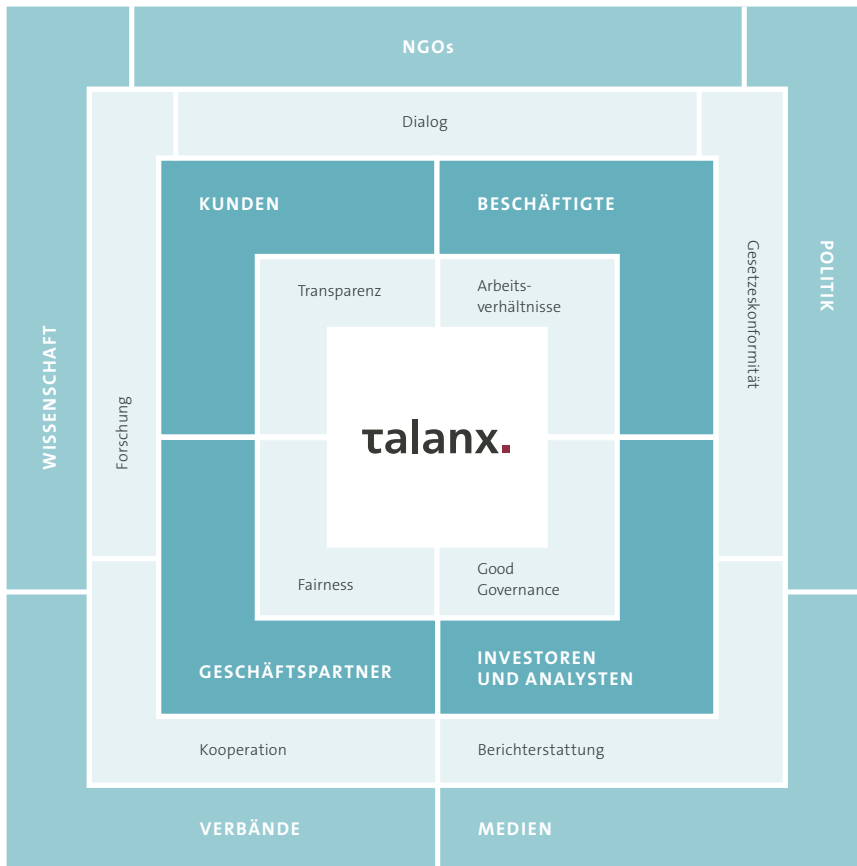 NGOs
Dialog
KUNDEN
BESCHÄFTIGTE
Transparenz
Arbeits-
verhältnisse
WISSENSCHAFT
Forschung
Gesetzeskonformität
POLITIK
talanx.
Fairness
Good
Governance
GESCHÄFTSPARTNER
INVESTOREN
UND ANALYSTEN
Kooperation
Berichterstattung
VERBÄNDE
MEDIEN